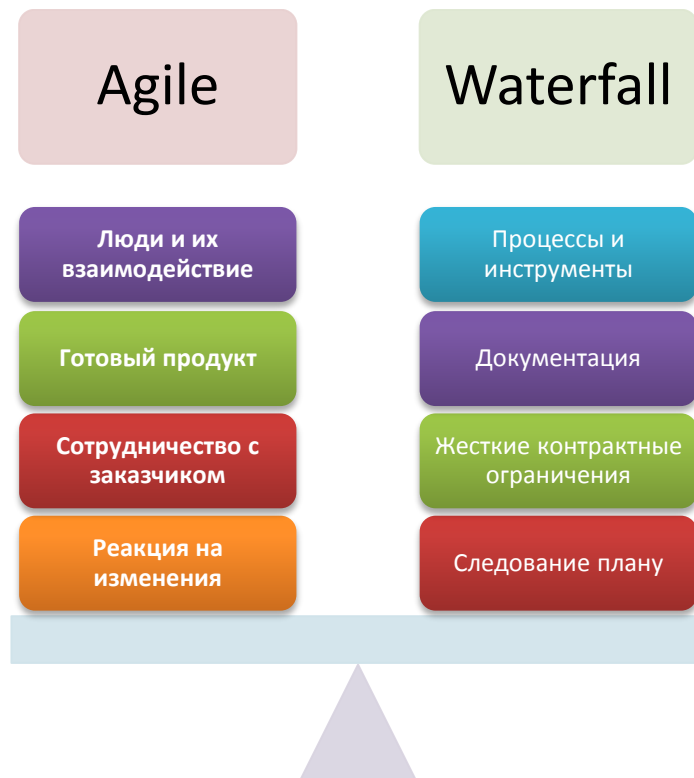 Agile
Waterfall
Люди и их
взаимодействие
Процессы и
инструменты
Готовый продукт
Документация
Сотрудничество с
заказчиком
Жесткие контрактные
ограничения
Реакция на
изменения
Следование плану